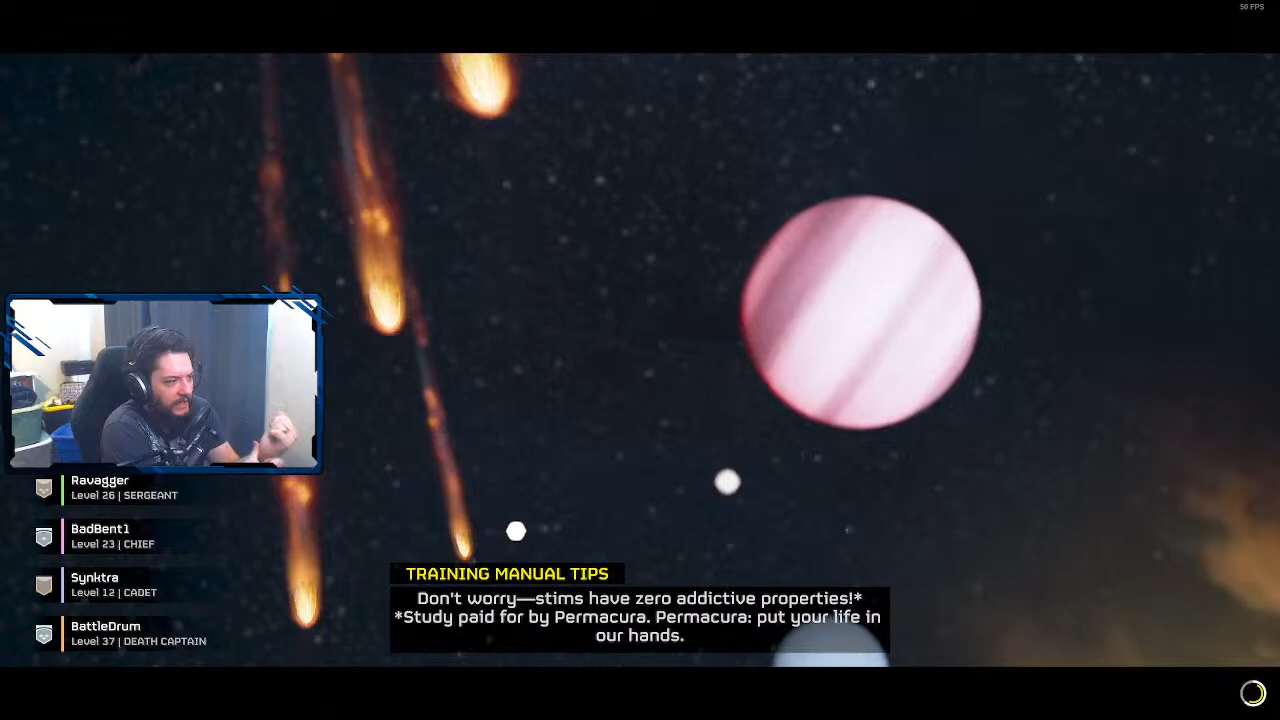 50 FPS
Ravagger
Level 26 | SERGEANT
BadBent1
Level 23 | CHIEF
Synktra
Level 12 | CADET
BattleDrum
Level 37 | DEATH CAPTAIN
TRAINING MANUAL TIPS
Don't worry—stims have zero addictive properties!*
*Study paid for by Permacura. Permacura: put your life in
our hands.